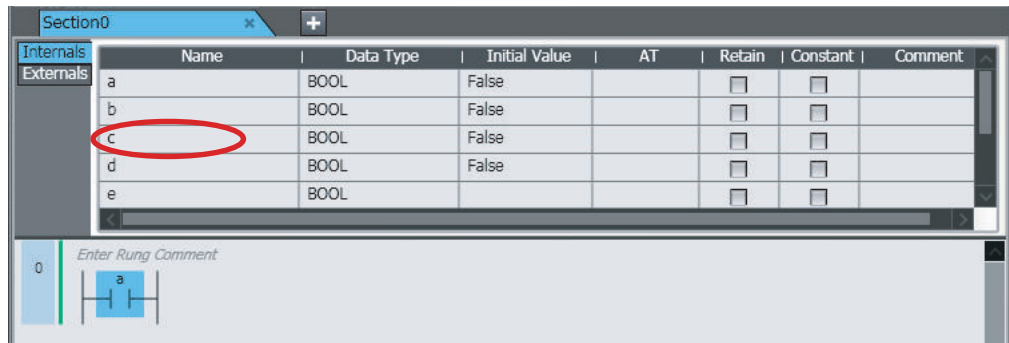 Section0 × +
Internals
Externals
Name | Data Type | Initial Value | AT | Retain | Constant | Comment
a BOOL False
b BOOL False
c BOOL False
d BOOL False
e BOOL
0 Enter Rung Comment
a